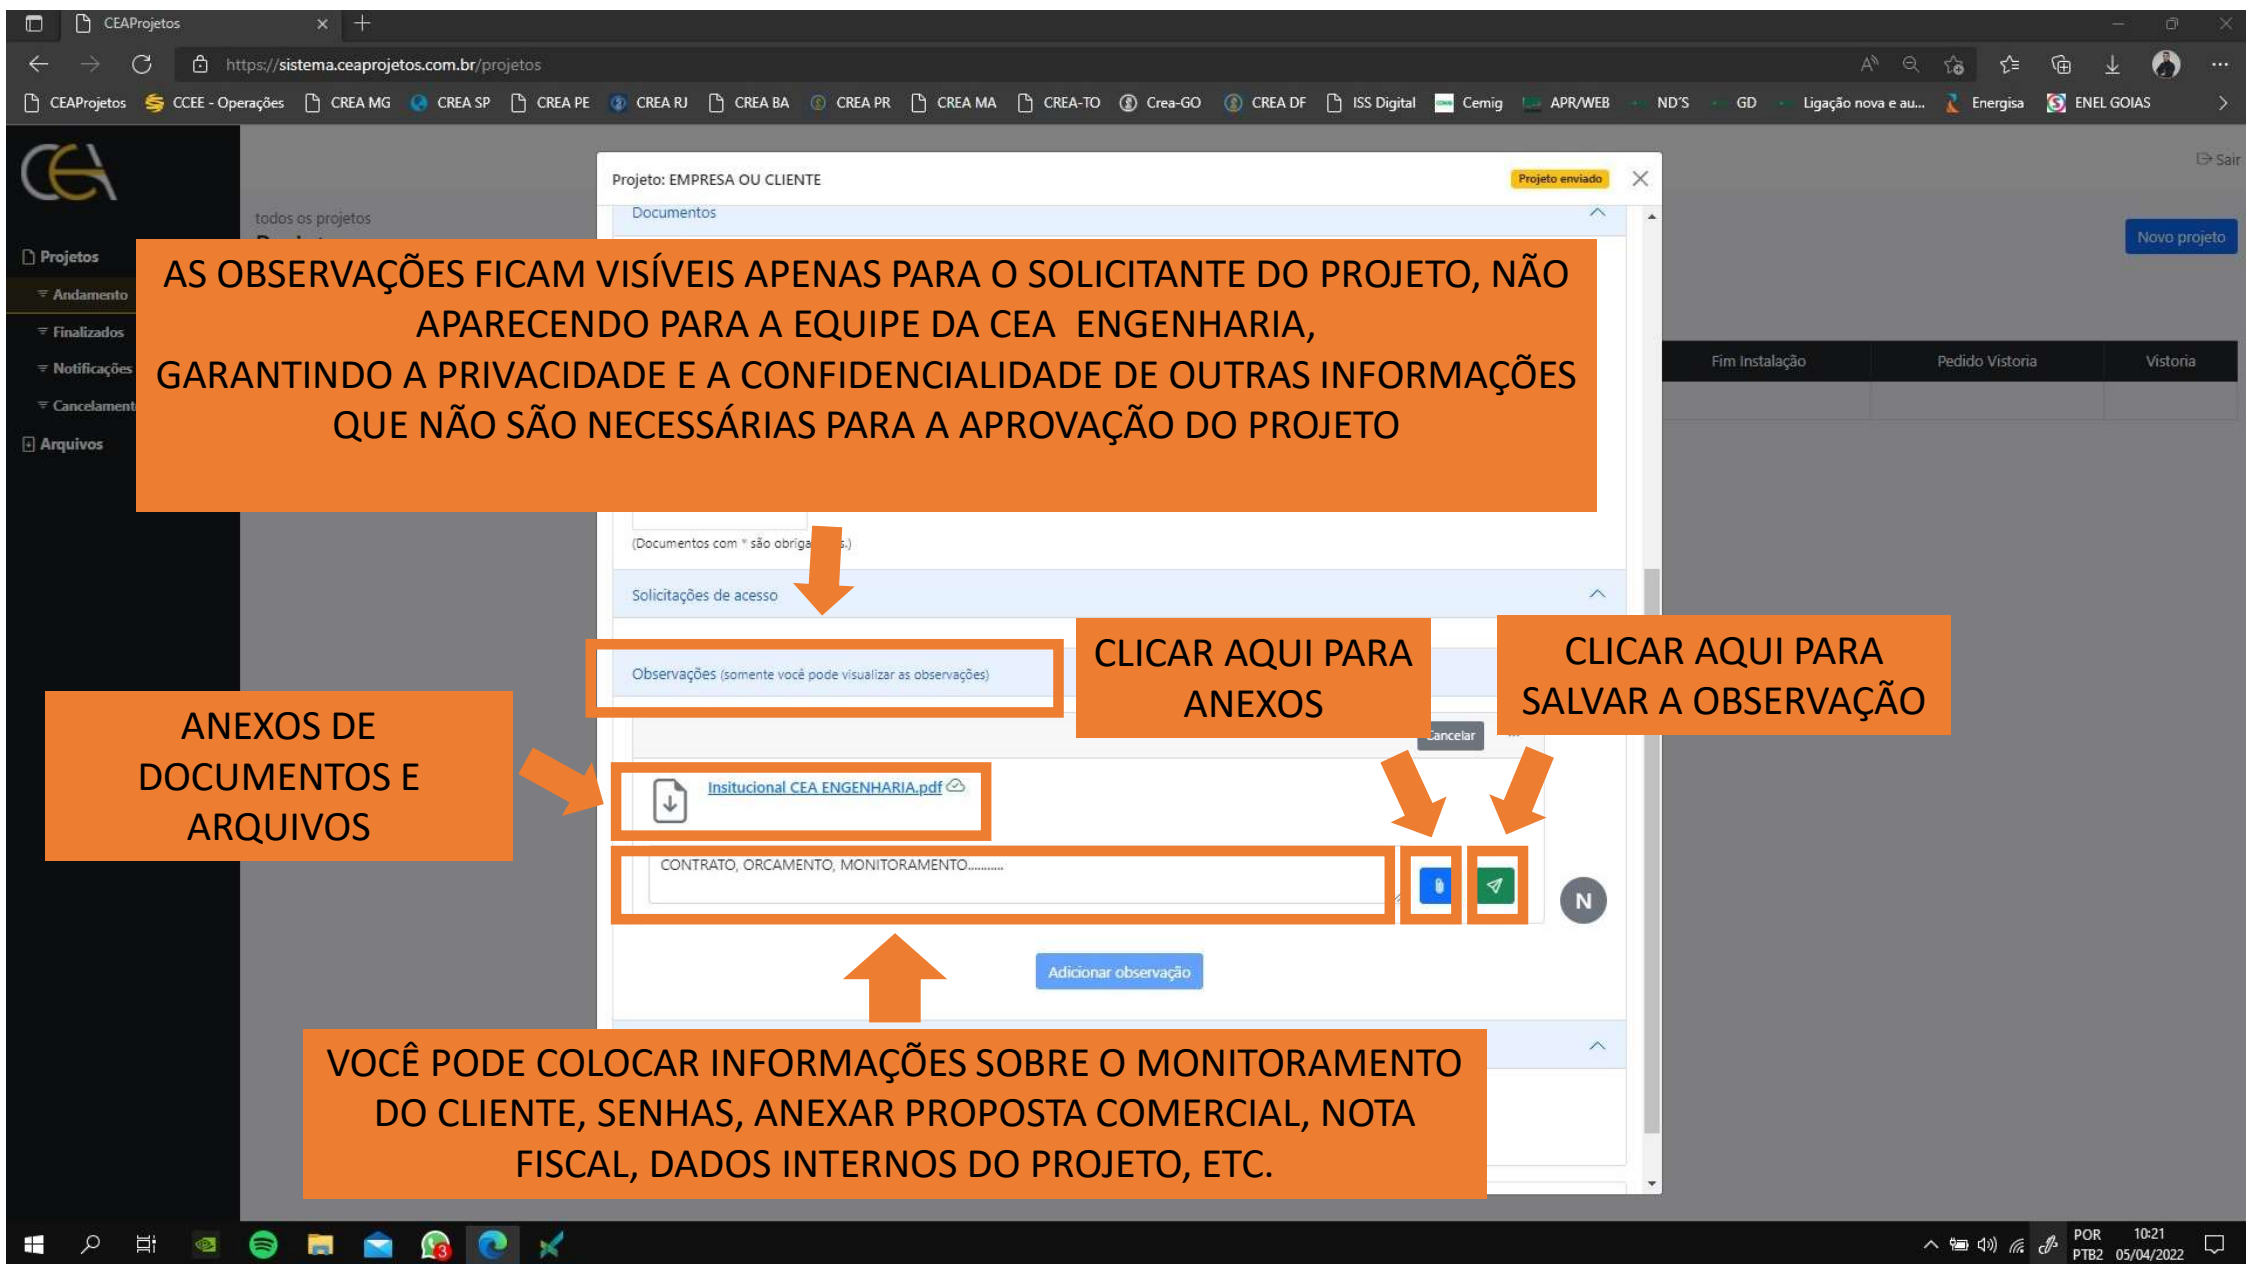 CEAProjetos
https://sistema.ceaprojetos.com.br/projetos
CEAProjetos CCEE - Operações CREA MG CREA SP CREA PE CREA RJ CREA BA CREA PR CREA MA CREA-TO Crea-GO CREA DF ISS Digital Cemig APR/WEB ND'S GD Ligação nova e au... Energisa ENEL GOIAS
CEA
Sair
Projeto: EMPRESA OU CLIENTE
Projeto enviado
todos os projetos
Documentos
Novo projeto
Projetos
Andamento
Finalizados
Notificações
Cancelament
Arquivos
AS OBSERVAÇÕES FICAM VISÍVEIS APENAS PARA O SOLICITANTE DO PROJETO, NÃO
APARECENDO PARA A EQUIPE DA CEA ENGENHARIA,
GARANTINDO A PRIVACIDADE E A CONFIDENCIALIDADE DE OUTRAS INFORMAÇÕES
QUE NÃO SÃO NECESSÁRIAS PARA A APROVAÇÃO DO PROJETO
Fim Instalação Pedido Vistoria Vistoria
(Documentos com * são obriga s.)
Solicitações de acesso
Observações (somente você pode visualizar as observações)
CLICAR AQUI PARA
ANEXOS
CLICAR AQUI PARA
SALVAR A OBSERVAÇÃO
ANEXOS DE
DOCUMENTOS E
ARQUIVOS
Cancelar
Insitucional CEA ENGENHARIA.pdf
CONTRATO, ORCAMENTO, MONITORAMENTO...........
N
Adicionar observação
VOCÊ PODE COLOCAR INFORMAÇÕES SOBRE O MONITORAMENTO
DO CLIENTE, SENHAS, ANEXAR PROPOSTA COMERCIAL, NOTA
FISCAL, DADOS INTERNOS DO PROJETO, ETC.
3
POR 10:21
PTB2 05/04/2022